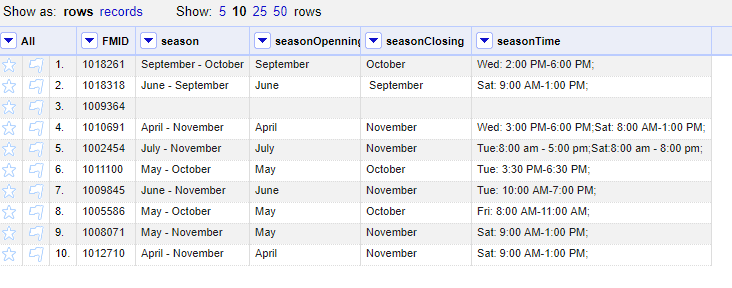 Show as: rows records Show: 5 10 25 50 rows
All FMID season seasonOpenning seasonClosing seasonTime
1. 1018261 September - October September October Wed: 2:00 PM-6:00 PM;
2. 1018318 June - September June September Sat: 9:00 AM-1:00 PM;
3. 1009364
4. 1010691 April - November April November Wed: 3:00 PM-6:00 PM;Sat: 8:00 AM-1:00 PM;
5. 1002454 July - November July November Tue:8:00 am - 5:00 pm;Sat:8:00 am - 8:00 pm;
6. 1011100 May - October May October Tue: 3:30 PM-6:30 PM;
7. 1009845 June - November June November Tue: 10:00 AM-7:00 PM;
8. 1005586 May - October May October Fri: 8:00 AM-11:00 AM;
9. 1008071 May - November May November Sat: 9:00 AM-1:00 PM;
10. 1012710 April - November April November Sat: 9:00 AM-1:00 PM;